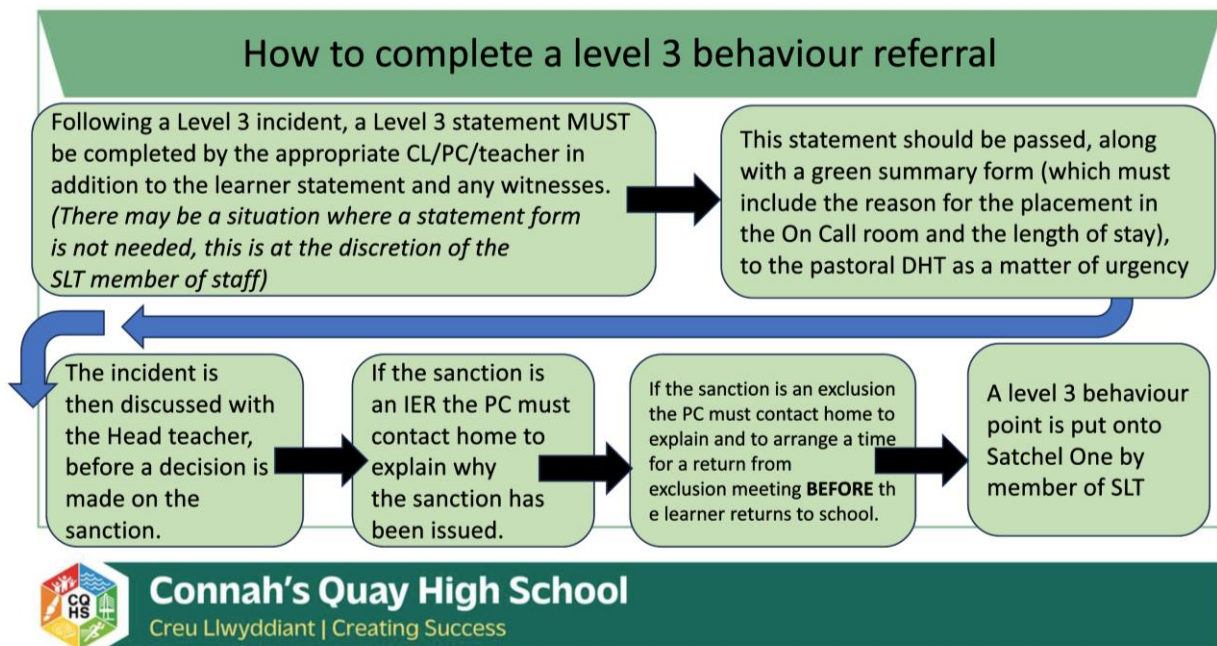 How to complete a level 3 behaviour referral
Following a Level 3 incident, a Level 3 statement MUST
be completed by the appropriate CL/PC/teacher in
addition to the learner statement and any witnesses.
(There may be a situation where a statement form
is not needed, this is at the discretion of the
SLT member of staff)
This statement should be passed, along
with a green summary form (which must
include the reason for the placement in
the On Call room and the length of stay),
to the pastoral DHT as a matter of urgency
The incident is
then discussed with
the Head teacher,
before a decision is
made on the
sanction.
If the sanction is
an IER the PC must
contact home to
explain why
the sanction has
been issued.
If the sanction is an exclusion
the PC must contact home to
explain and to arrange a time
for a return from
exclusion meeting BEFORE th
e learner returns to school.
A level 3 behaviour
point is put onto
Satchel One by
member of SLT
CQ
HS
Connah's Quay High School
Creu Llwyddiant | Creating Success